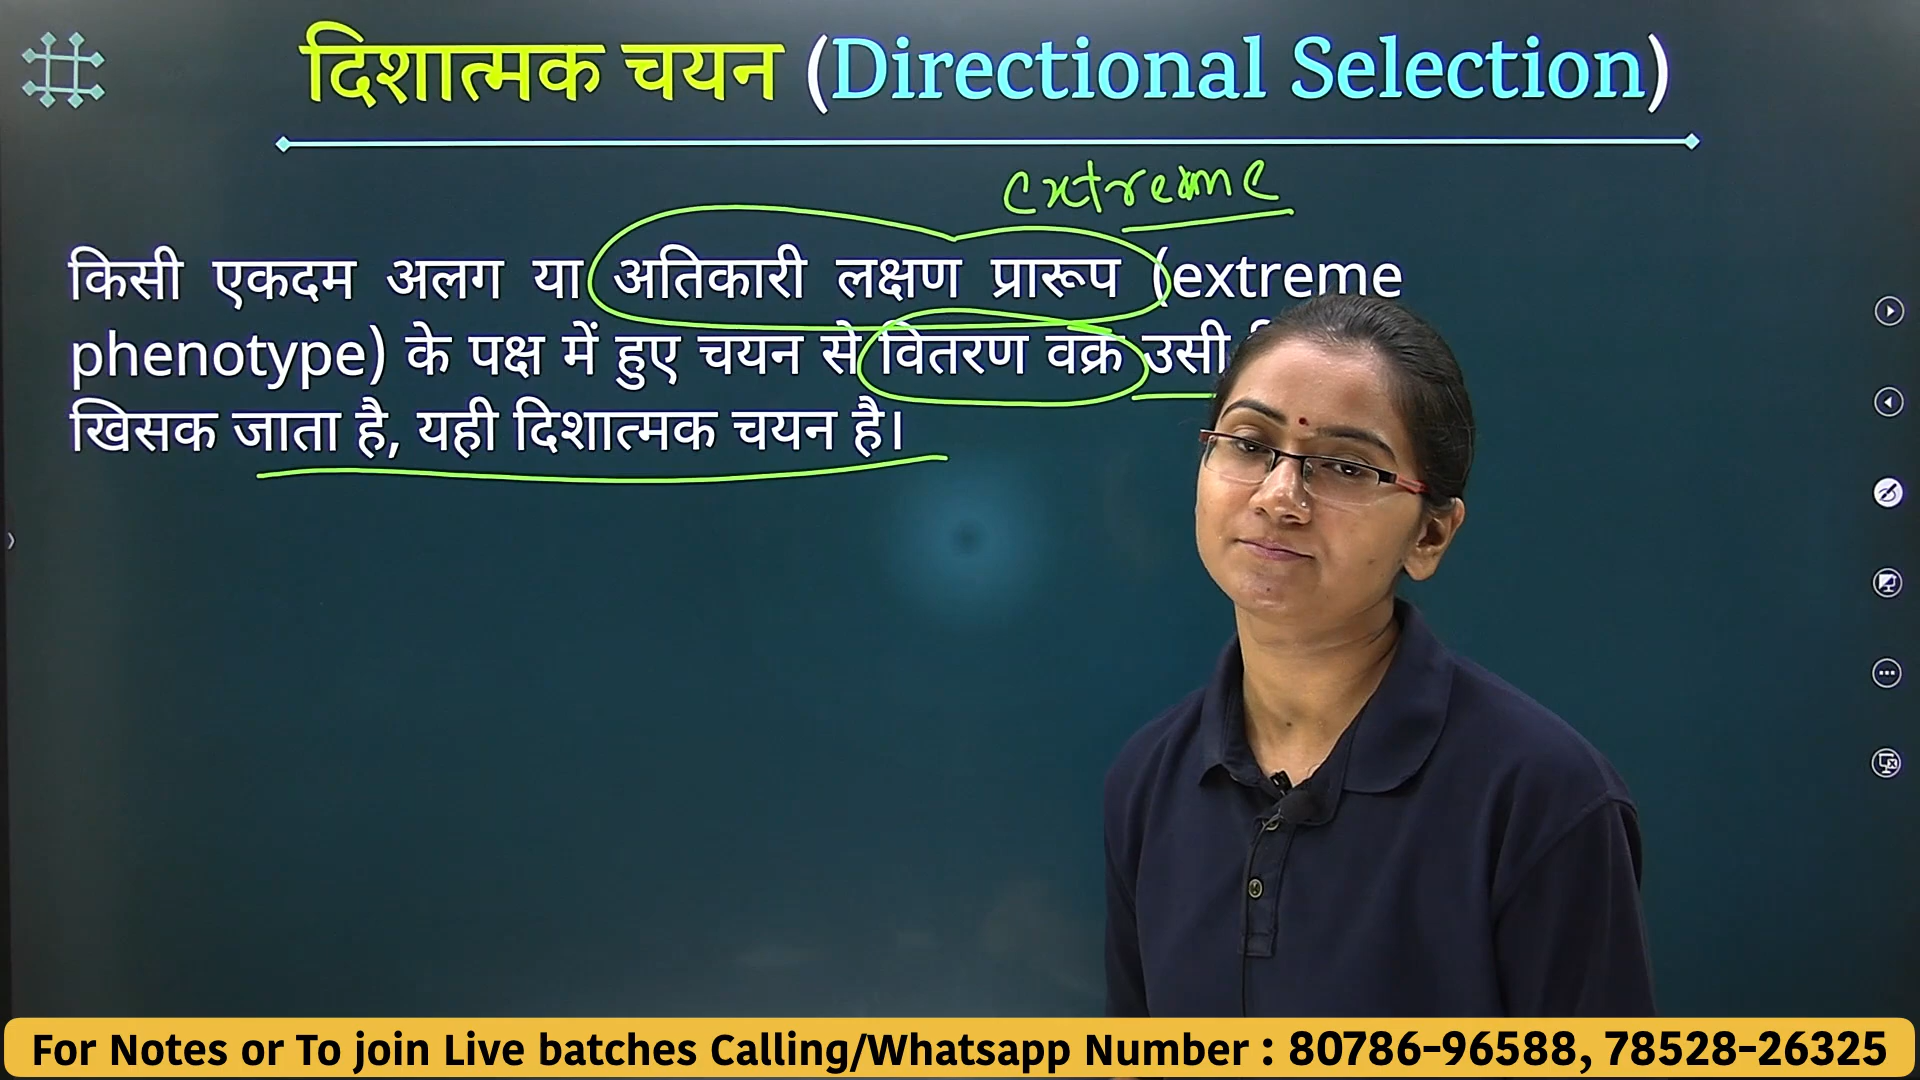 दिशात्मक चयन (Directional Selection)
extreme
किसी एकदम अलग या अतिकारी लक्षण प्रारूप (extreme
phenotype) के पक्ष में हुए चयन से वितरण वक्र उसी
खिसक जाता है, यही दिशात्मक चयन है।
For Notes or To join Live batches Calling/Whatsapp Number : 80786-96588, 78528-26325